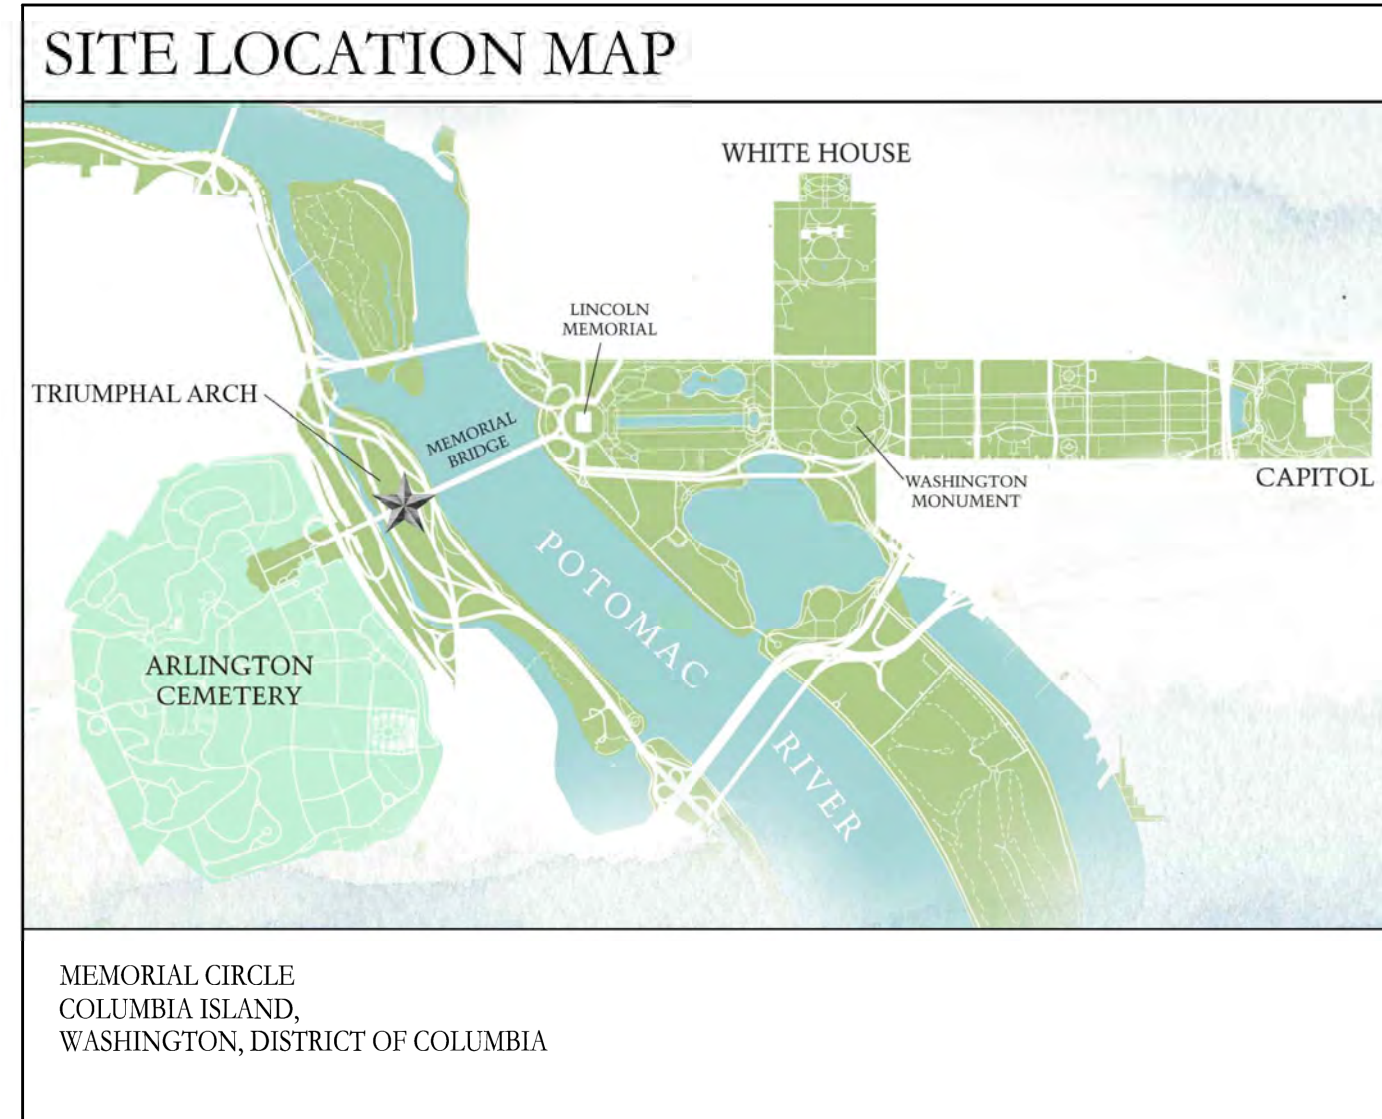 SITE LOCATION MAP
WHITE HOUSE
LINCOLN
MEMORIAL
TRIUMPHAL ARCH
MEMORIAL
BRIDGE
WASHINGTON
MONUMENT
CAPITOL
POTOMAC
RIVER
ARLINGTON
CEMETERY
MEMORIAL CIRCLE
COLUMBIA ISLAND,
WASHINGTON, DISTRICT OF COLUMBIA